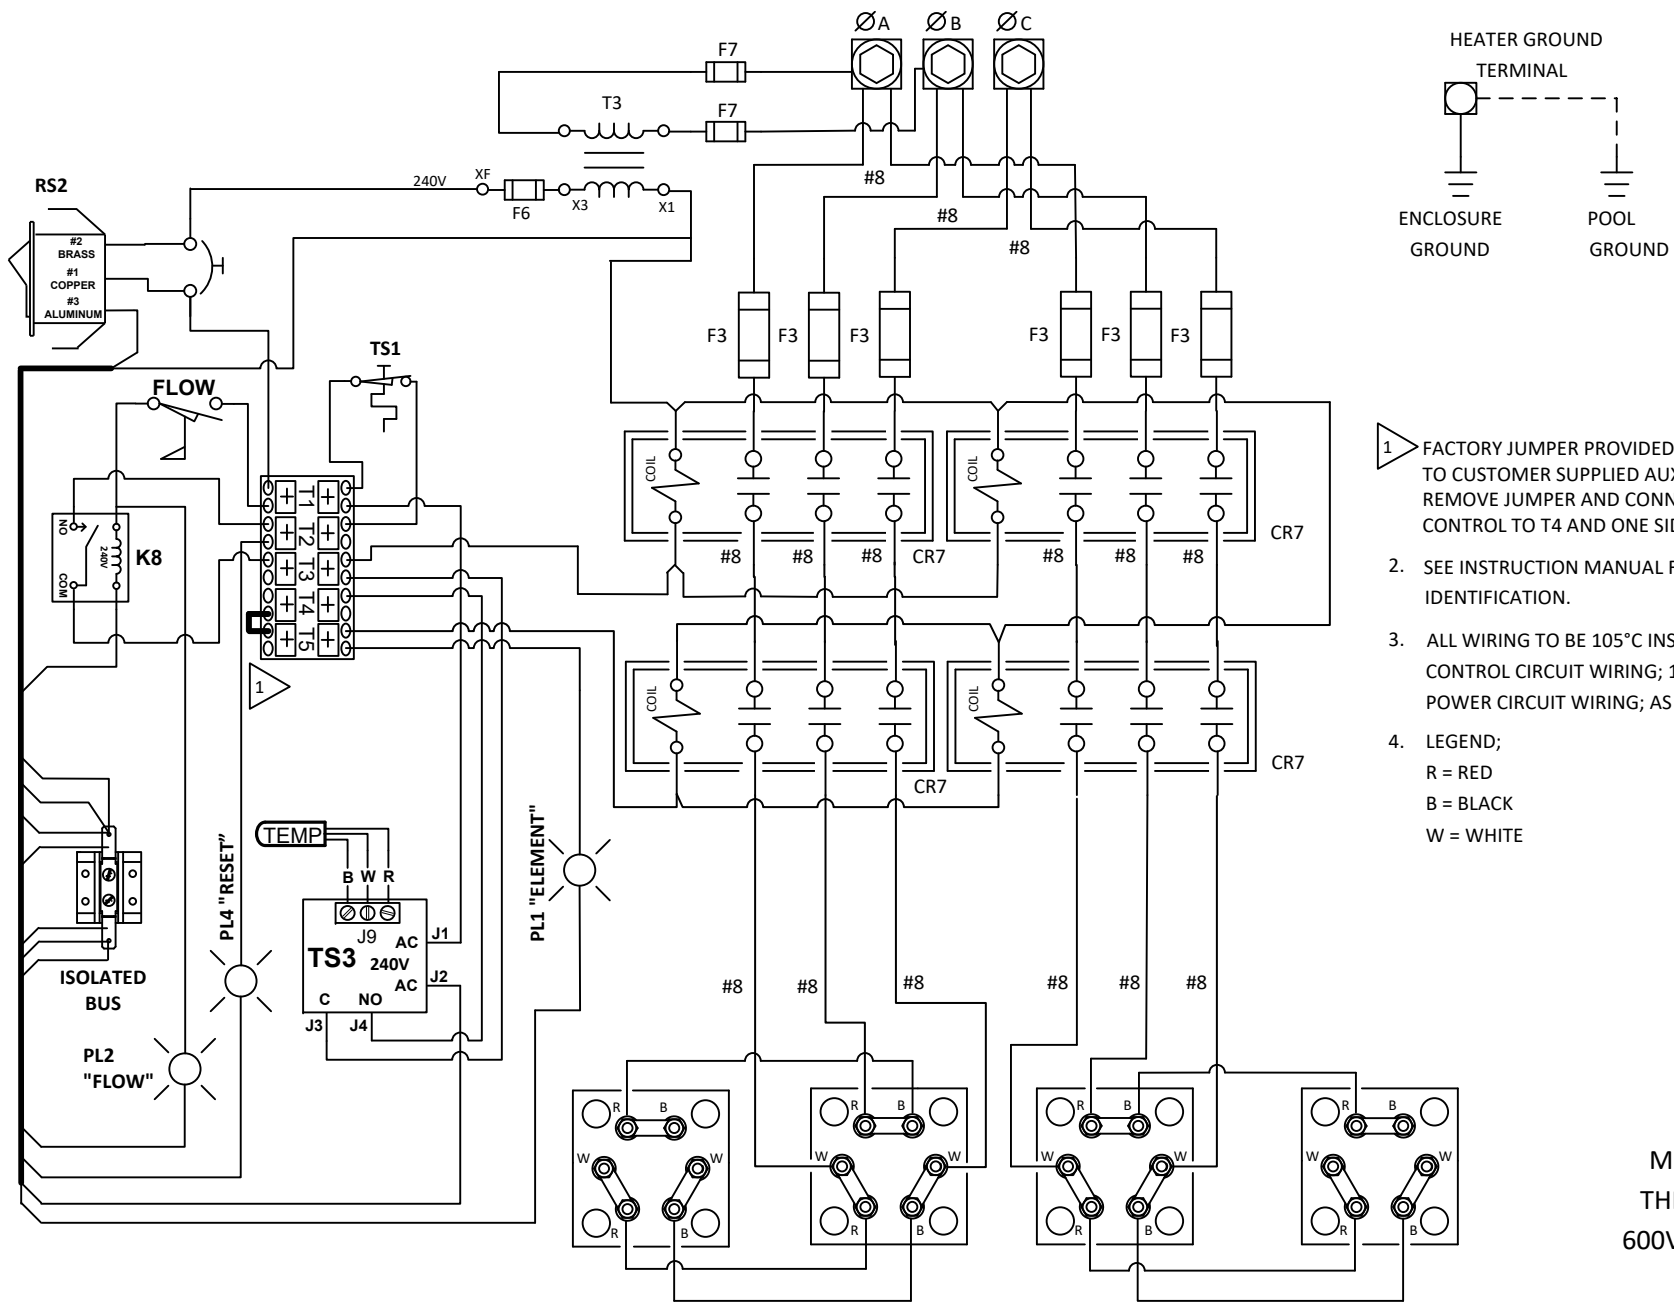 ØA
ØB
ØC
F7
F7
T3
XF
240V
F6
X3
X1
#8
#8
#8
HEATER GROUND
TERMINAL
ENCLOSURE
GROUND
POOL
GROUND
RS2
#2
BRASS
#1
COPPER
#3
ALUMINUM
TS1
FLOW
F3
F3
F3
F3
F3
F3
COIL
COIL
CR7
CR7
#8
#8
#8
#8
#8
#8
NO
COM
240V
K8
T1
T2
T3
T4
T5
1
COIL
COIL
CR7
CR7
1 FACTORY JUMPER PROVIDED
TO CUSTOMER SUPPLIED AUX
REMOVE JUMPER AND CONN
CONTROL TO T4 AND ONE SID
2. SEE INSTRUCTION MANUAL F
IDENTIFICATION.
3. ALL WIRING TO BE 105°C INS
CONTROL CIRCUIT WIRING; 1
POWER CIRCUIT WIRING; AS
4. LEGEND;
R = RED
B = BLACK
W = WHITE
ISOLATED
BUS
PL4 "RESET"
PL2
"FLOW"
TEMP
B W R
J9
TS3
240V
AC
J1
AC
J2
C
NO
J3
J4
PL1 "ELEMENT"
#8
#8
#8
#8
#8
#8
R B
W W
R B
R B
W W
R B
R B
W W
R B
R B
W W
R B
M
TH
600V